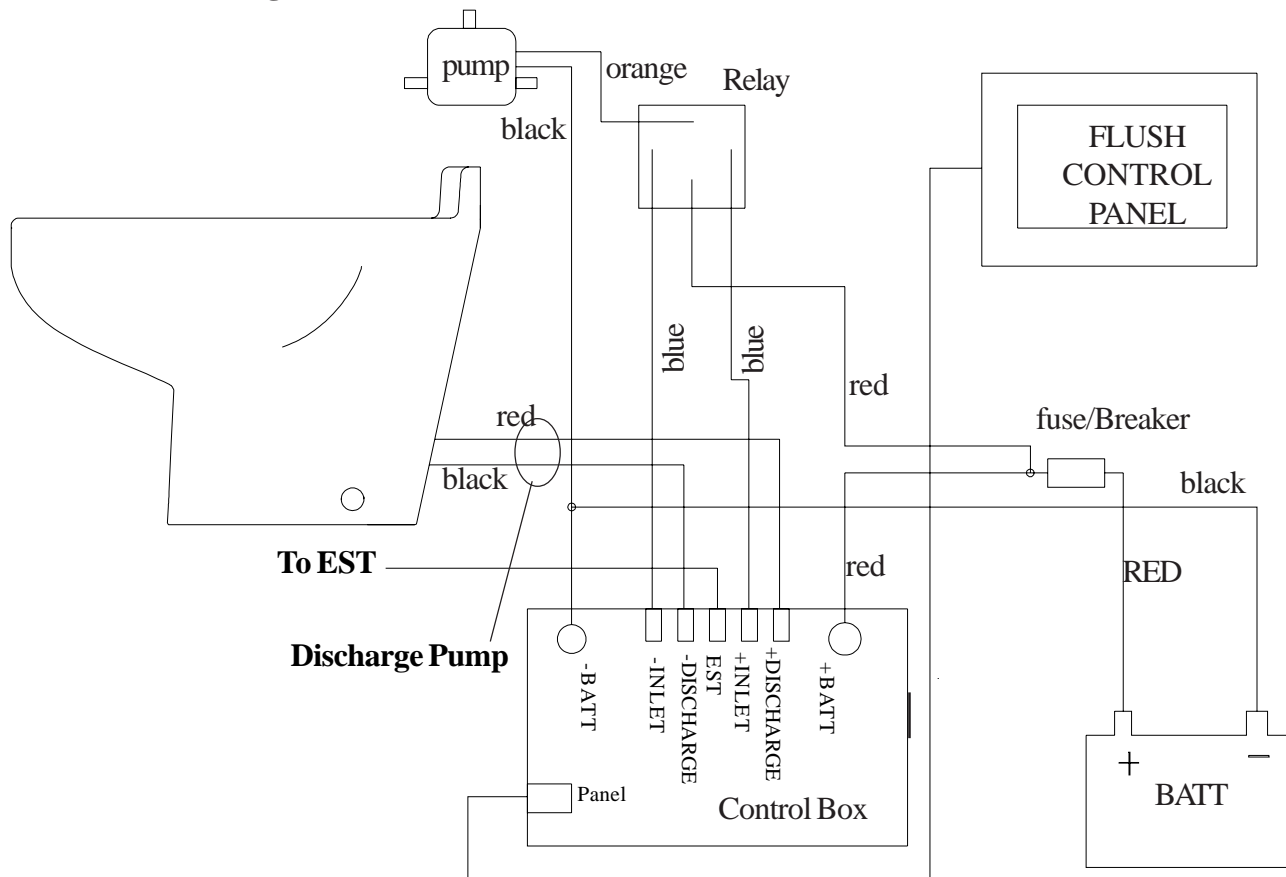 pump
orange
Relay
black
FLUSH
CONTROL
PANEL
blue
blue
red
red
fuse/Breaker
black
black
To EST
red
RED
Discharge Pump
-BATT
-INLET
-DISCHARGE
EST
+INLET
+DISCHARGE
+BATT
+
−
BATT
Panel
Control Box